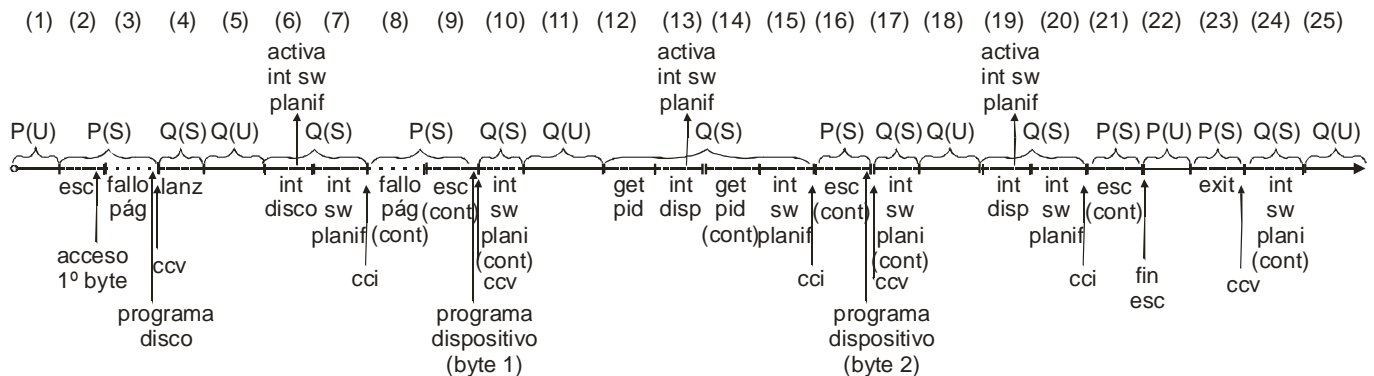 (1) (2) (3) (4) (5) (6) (7) (8) (9) (10) (11) (12) (13) (14) (15) (16) (17) (18) (19) (20) (21) (22) (23) (24) (25)
activa
int sw
planif
activa
int sw
planif
activa
int sw
planif
P(U) P(S) Q(S) Q(U) Q(S) P(S) Q(S) Q(U) Q(S) P(S) Q(S) Q(U) Q(S) P(S) P(U) P(S) Q(S) Q(U)
esc
fallo
pág
lanz
int
disco
int
sw
planif
fallo
pág
(cont)
esc
(cont)
int
sw
plani
(cont)
get
pid
int
disp
get
pid
(cont)
int
sw
planif
esc
(cont)
int
sw
plani
(cont)
int
disp
int
sw
planif
esc
(cont)
exit
int
sw
plani
(cont)
acceso
1º byte
ccv
cci
ccv
cci
ccv
cci
fin
esc
ccv
programa
disco
programa
dispositivo
(byte 1)
programa
dispositivo
(byte 2)